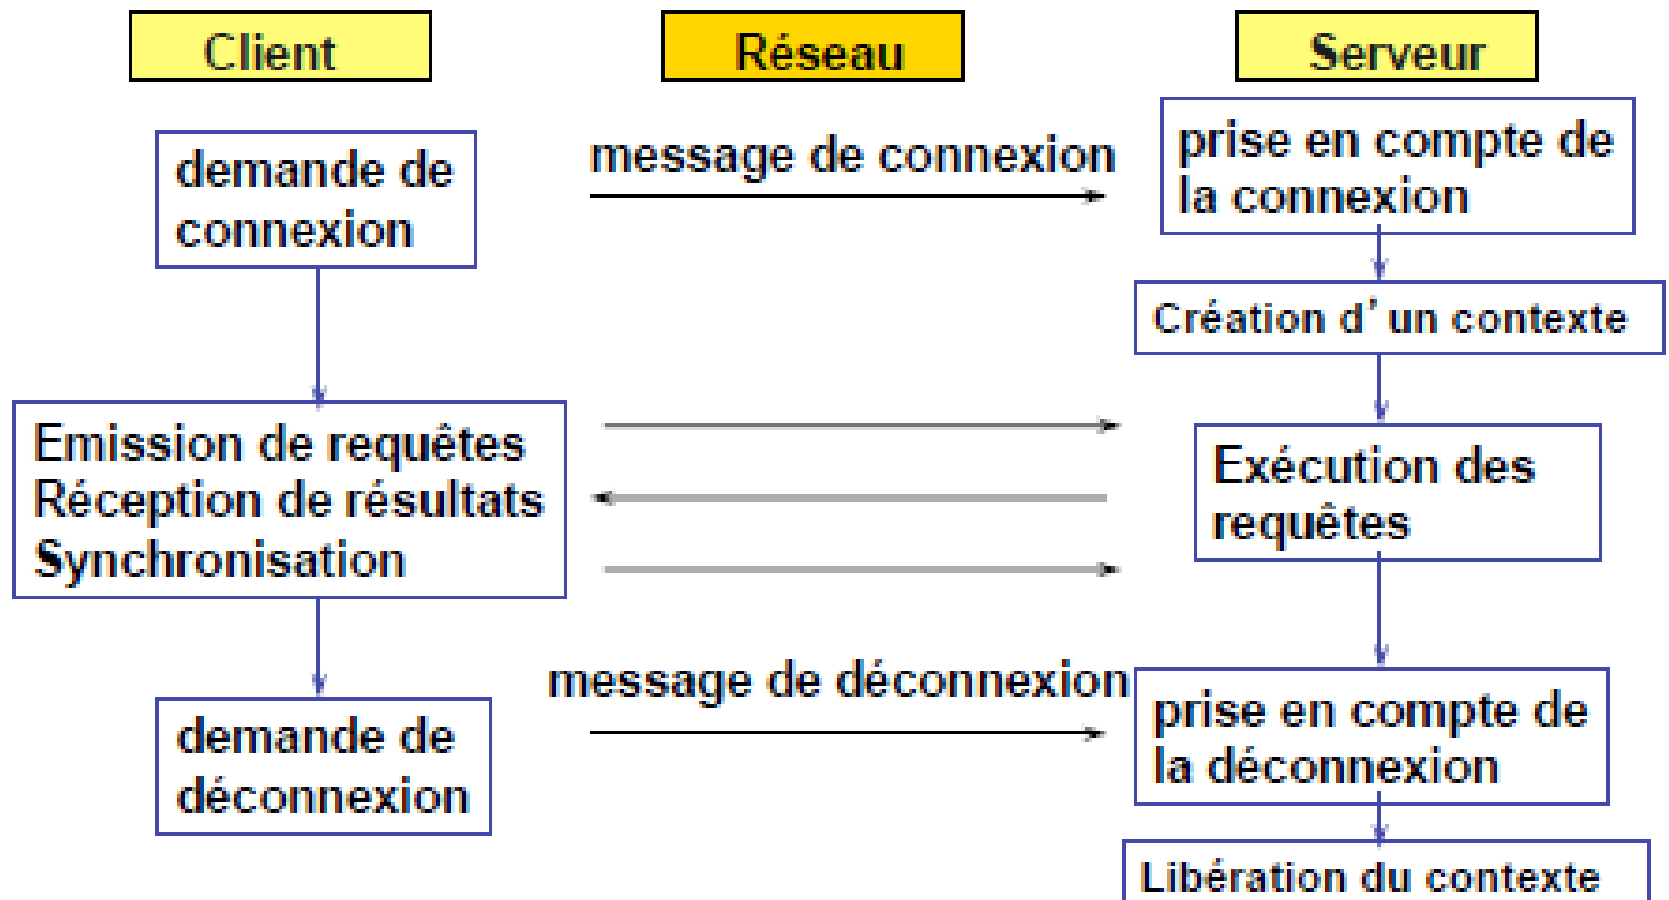 Client
Réseau
Serveur
demande de
connexion
message de connexion
prise en compte de
la connexion
Création d' un contexte
Emission de requêtes
Réception de résultats
Synchronisation
Exécution des
requêtes
message de déconnexion
demande de
déconnexion
prise en compte de
la déconnexion
Libération du contexte